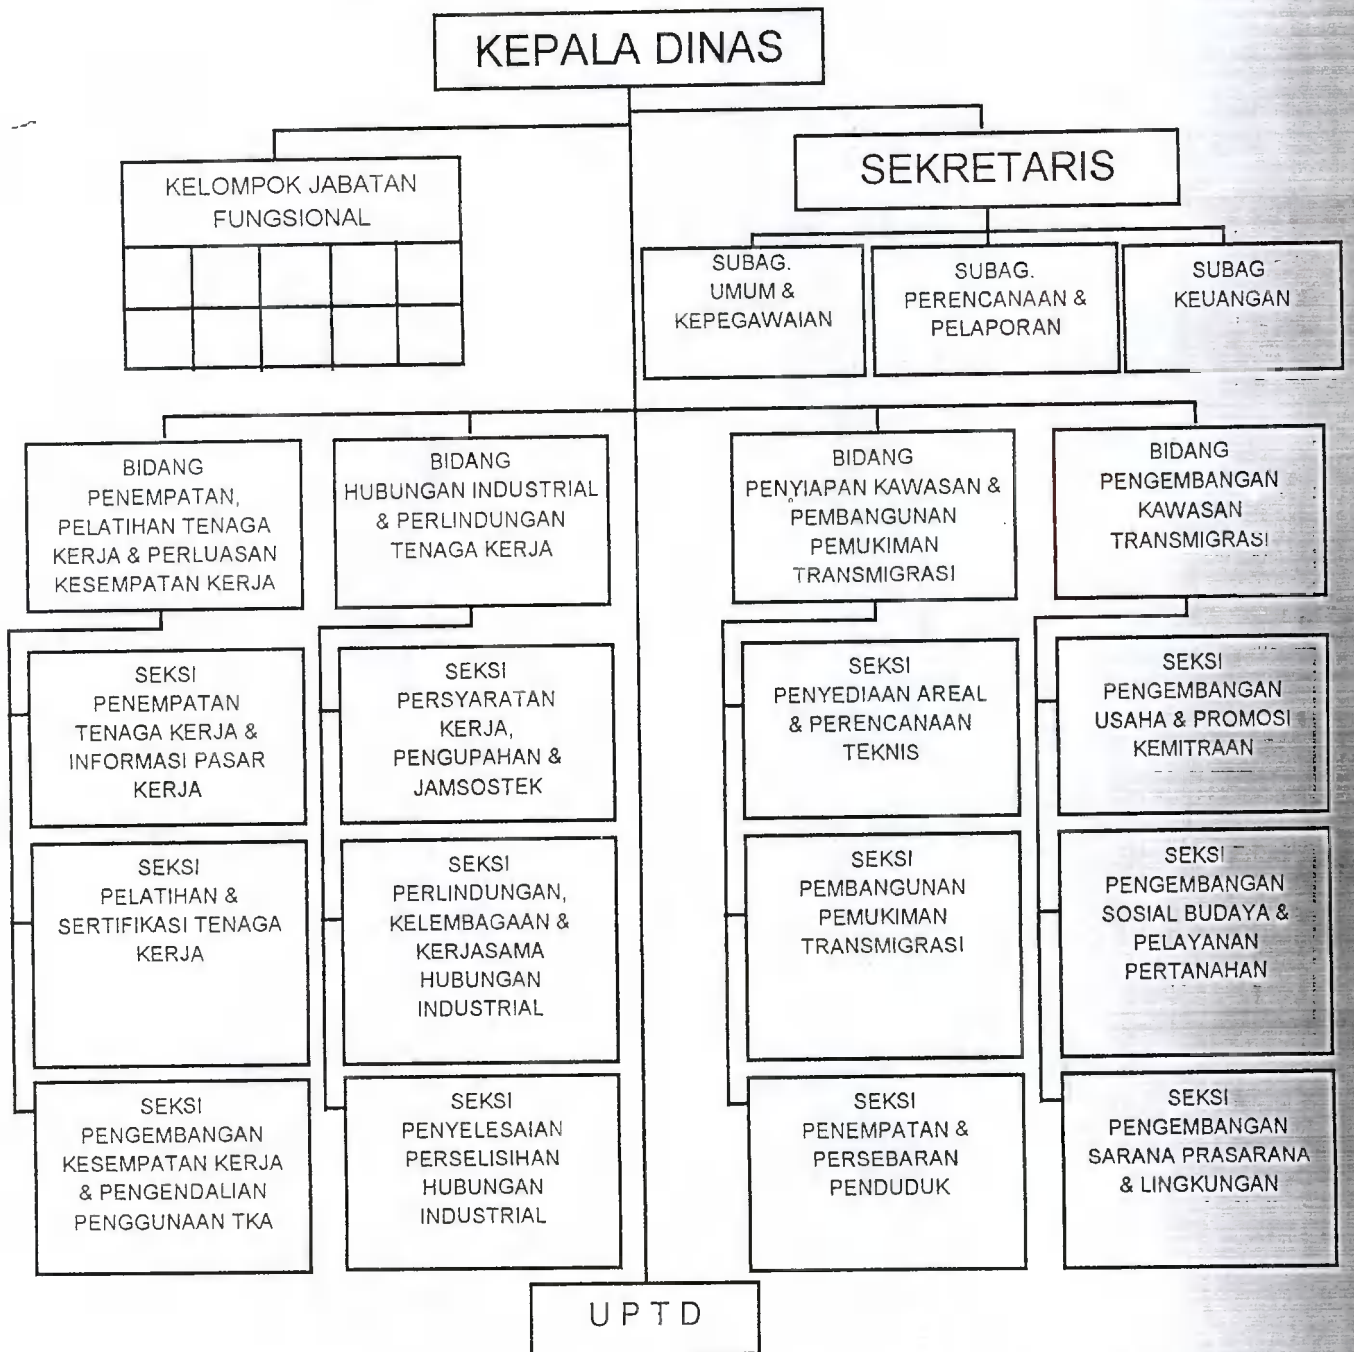 KEPALA DINAS
KELOMPOK JABATAN
FUNGSIONAL
SEKRETARIS
SUBAG.
UMUM &
KEPEGAWAIAN
SUBAG.
PERENCANAAN &
PELAPORAN
SUBAG
KEUANGAN
BIDANG
PENEMPATAN,
PELATIHAN TENAGA
KERJA & PERLUASAN
KESEMPATAN KERJA
BIDANG
HUBUNGAN INDUSTRIAL
& PERLINDUNGAN
TENAGA KERJA
BIDANG
PENYIAPAN KAWASAN &
PEMBANGUNAN
PEMUKIMAN
TRANSMIGRASI
BIDANG
PENGEMBANGAN
KAWASAN
TRANSMIGRASI
SEKSI
PENEMPATAN
TENAGA KERJA &
INFORMASI PASAR
KERJA
SEKSI
PERSYARATAN
KERJA,
PENGUPAHAN &
JAMSOSTEK
SEKSI
PENYEDIAAN AREAL
& PERENCANAAN
TEKNIS
SEKSI
PENGEMBANGAN
USAHA & PROMOSI
KEMITRAAN
SEKSI
PELATIHAN &
SERTIFIKASI TENAGA
KERJA
SEKSI
PERLINDUNGAN,
KELEMBAGAAN &
KERJASAMA
HUBUNGAN
INDUSTRIAL
SEKSI
PEMBANGUNAN
PEMUKIMAN
TRANSMIGRASI
SEKSI
PENGEMBANGAN
SOSIAL BUDAYA &
PELAYANAN
PERTANAHAN
SEKSI
PENGEMBANGAN
KESEMPATAN KERJA
& PENGENDALIAN
PENGGUNAAN TKA
SEKSI
PENYELESAIAN
PERSELISIHAN
HUBUNGAN
INDUSTRIAL
SEKSI
PENEMPATAN &
PERSEBARAN
PENDUDUK
SEKSI
PENGEMBANGAN
SARANA PRASARANA
& LINGKUNGAN
U P T D